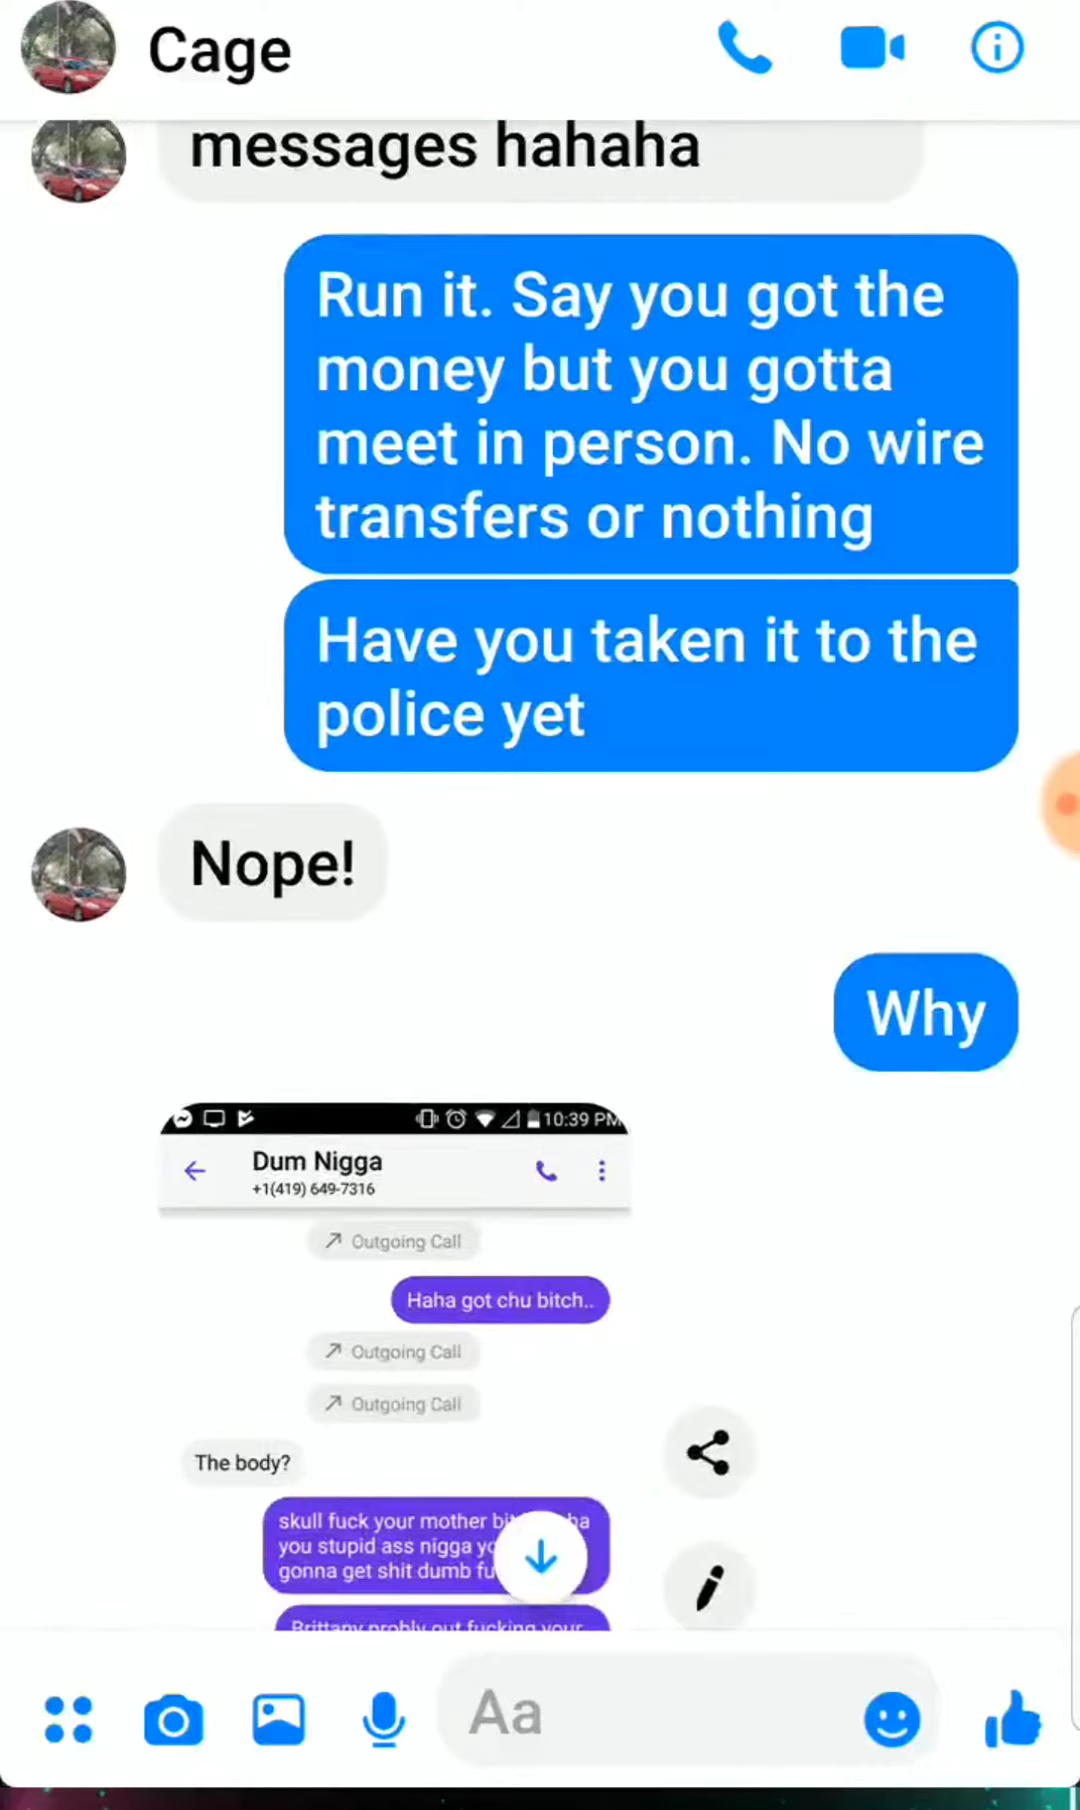 Cage
messages hahaha
Run it. Say you got the
money but you gotta
meet in person. No wire
transfers or nothing
Have you taken it to the
police yet
Nope!
Why
10:39 PM
Dum Nigga
+1(419) 649-7316
Outgoing Call
Haha got chu bitch..
Outgoing Call
Outgoing Call
The body?
skull fuck your mother
you stupid ass nigga
gonna get shit dumb
Brittany probly out fucking your
Aa